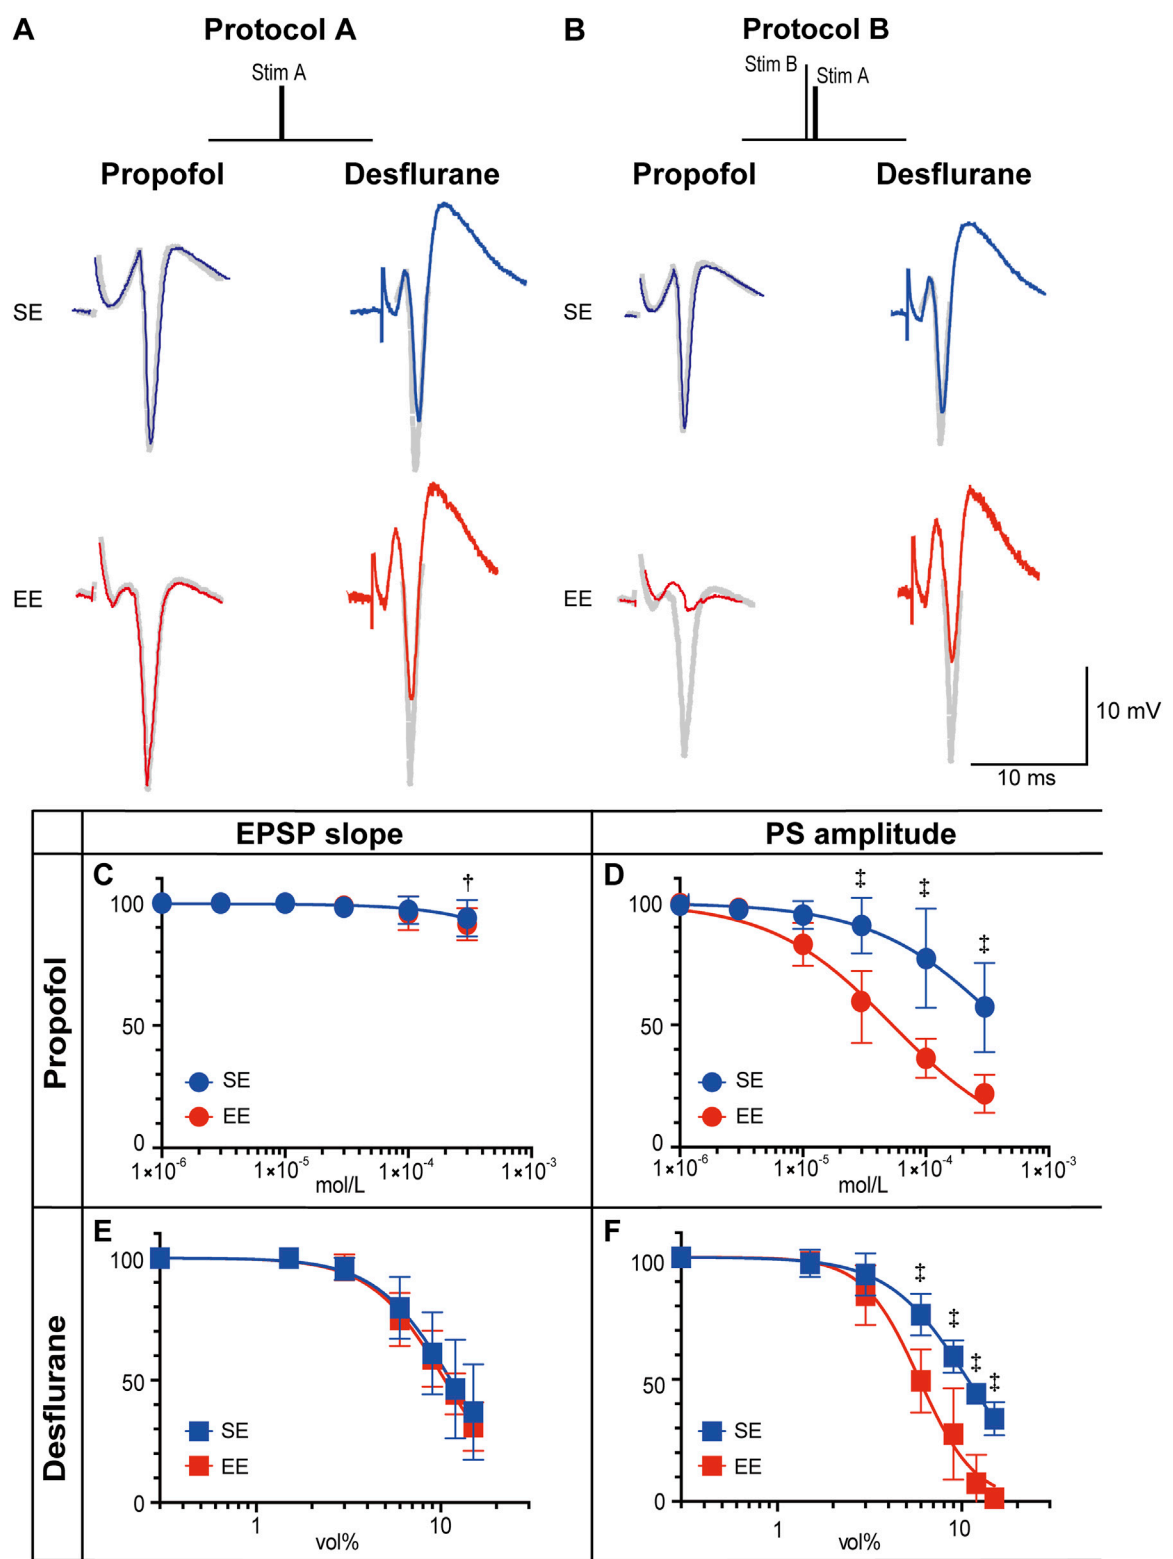 A Protocol A B Protocol B
Stim A Stim B Stim A
Propofol Desflurane Propofol Desflurane
SE SE
EE EE
10 mV
10 ms
EPSP slope PS amplitude
Propofol
C
†
100
50
0
SE
EE
1×10⁻⁶ 1×10⁻⁵ 1×10⁻⁴ 1×10⁻³
mol/L
D
‡ ‡ ‡
100
50
0
SE
EE
1×10⁻⁶ 1×10⁻⁵ 1×10⁻⁴ 1×10⁻³
mol/L
Desflurane
E
100
50
0
SE
EE
1 10
vol%
F
‡ ‡ ‡ ‡
100
50
0
SE
EE
1 10
vol%